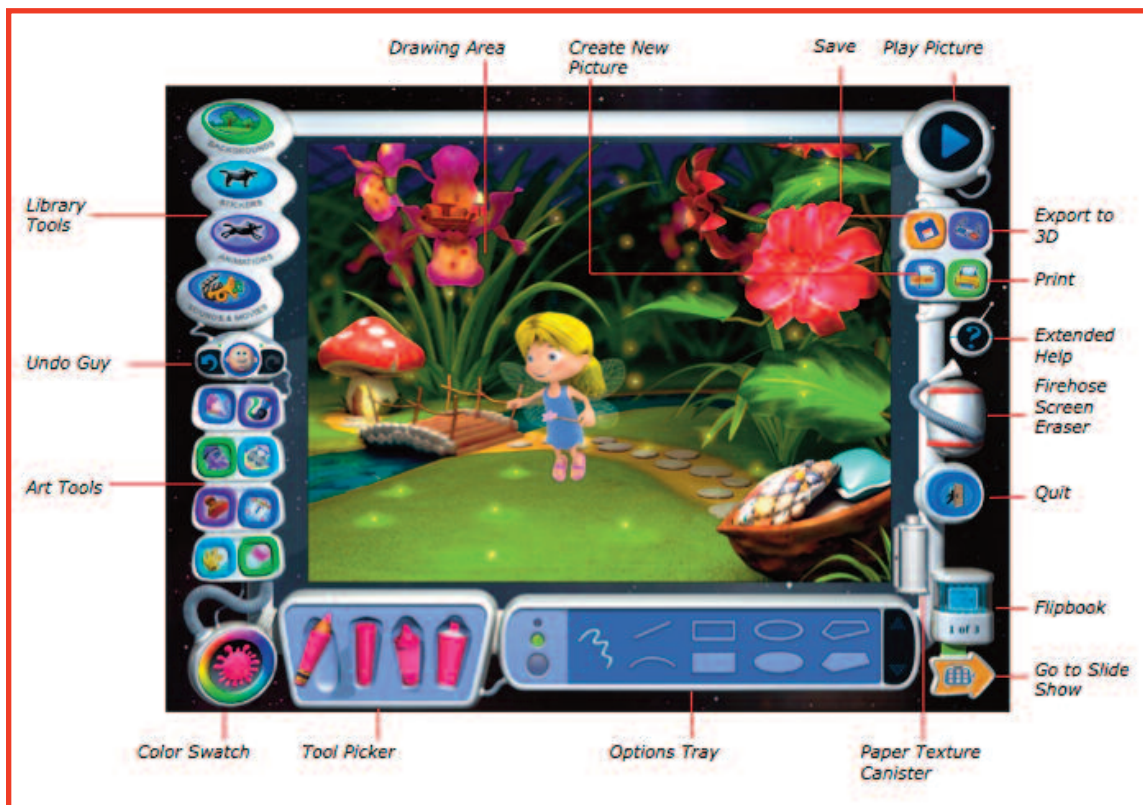 Drawing Area
Create New
Picture
Save
Play Picture
BACKGROUNDS
STICKERS
ANIMATIONS
SOUNDS & MOVIES
Library
Tools
Export to
3D
Print
Undo Guy
Extended
Help
?
Firehose
Screen
Eraser
Art Tools
Quit
Flipbook
1 of 3
Go to Slide
Show
Color Swatch
Tool Picker
Options Tray
Paper Texture
Canister